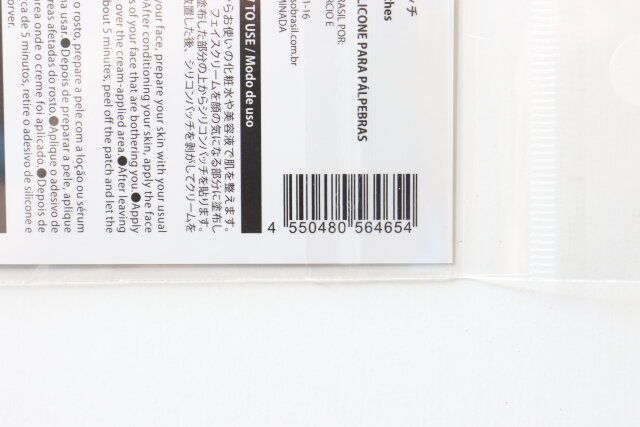 ッチ
ches
LICONE PARA PÁLPEBRAS
RASIL POR:
RCIO E
1-16
sobrasil.com.br
MINADA
TO USE / Modo de uso
らお使いの化粧水や美容液で肌を整えます。
フェイスクリームを顔の気になる部分に塗布し
塗布した部分の上からシリコンパッチを貼ります。
放置した後、シリコンパッチを剥がしてクリームを
your face, prepare your skin with your usual
After conditioning your skin, apply the face
s of your face that are bothering you.●Apply
over the cream-applied area.●After leaving
bout 5 minutes, peel off the patch and let the
o rosto, prepare a pele com a loção ou sérum
ma usar.●Depois de preparar a pele, aplique
reas afetadas do rosto.●Aplique o adesivo de
área onde o creme foi aplicado.●Depois de
rca de 5 minutos, retire o adesivo de silicone e
orver.
4 550480 564654